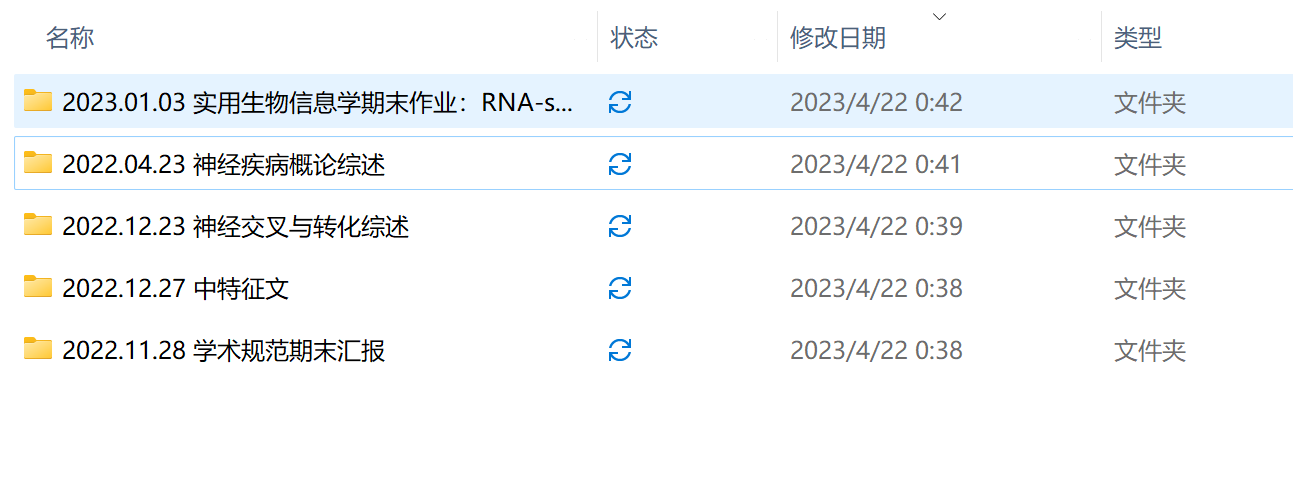 名称 状态 修改日期 类型
2023.01.03 实用生物信息学期末作业：RNA-s... 2023/4/22 0:42 文件夹
2022.04.23 神经疾病概论综述 2023/4/22 0:41 文件夹
2022.12.23 神经交叉与转化综述 2023/4/22 0:39 文件夹
2022.12.27 中特征文 2023/4/22 0:38 文件夹
2022.11.28 学术规范期末汇报 2023/4/22 0:38 文件夹